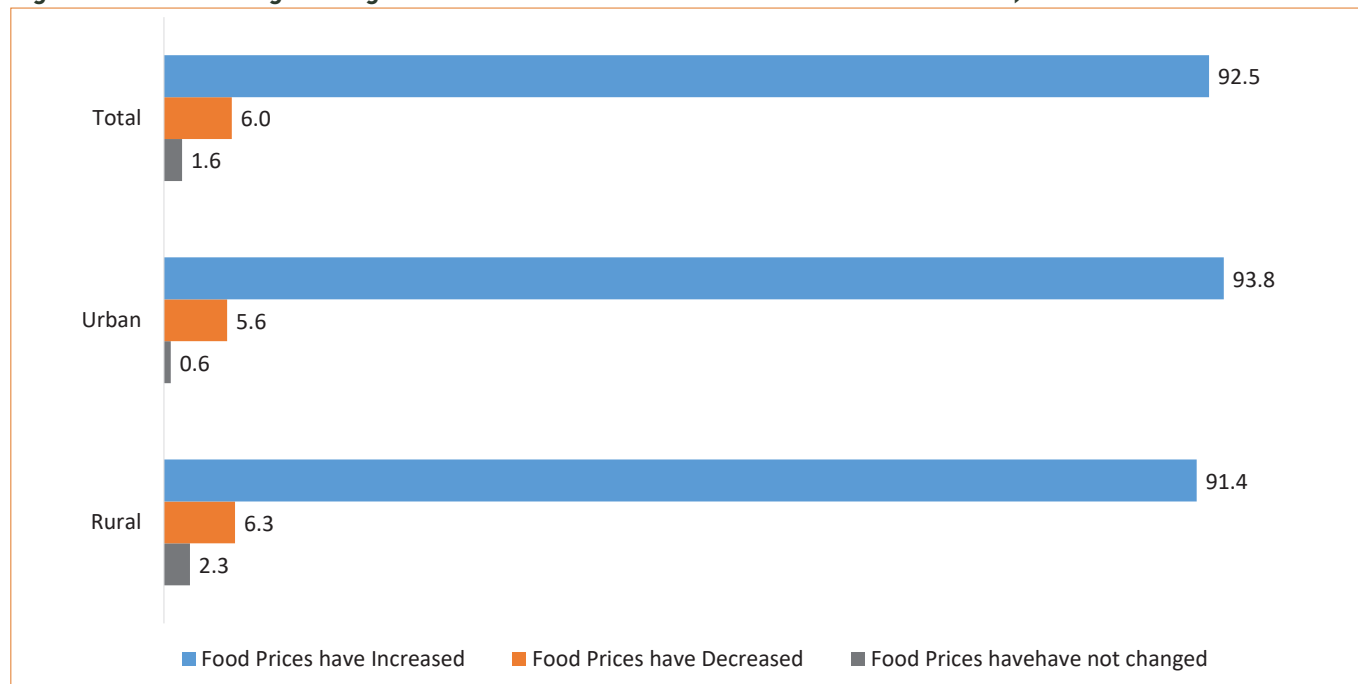 92.5
Total
6.0
1.6
93.8
Urban
5.6
0.6
91.4
Rural
6.3
2.3
Food Prices have Increased Food Prices have Decreased Food Prices havehave not changed